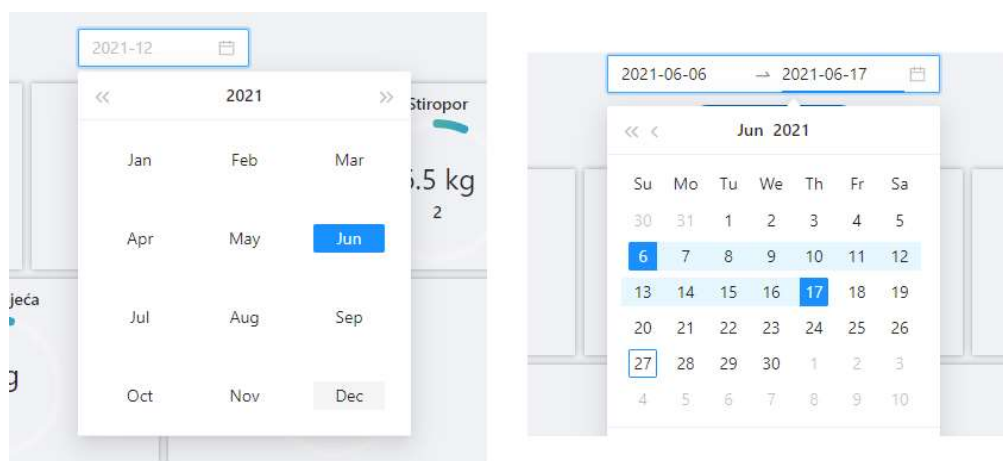 2021-12
« 2021 »
Jan Feb Mar
Apr May Jun
Jul Aug Sep
Oct Nov Dec
Stiropor
.5 kg
2
jeća
g
2021-06-06 → 2021-06-17
« < Jun 2021
Su Mo Tu We Th Fr Sa
30 31 1 2 3 4 5
6 7 8 9 10 11 12
13 14 15 16 17 18 19
20 21 22 23 24 25 26
27 28 29 30 1 2 3
4 5 6 7 8 9 10